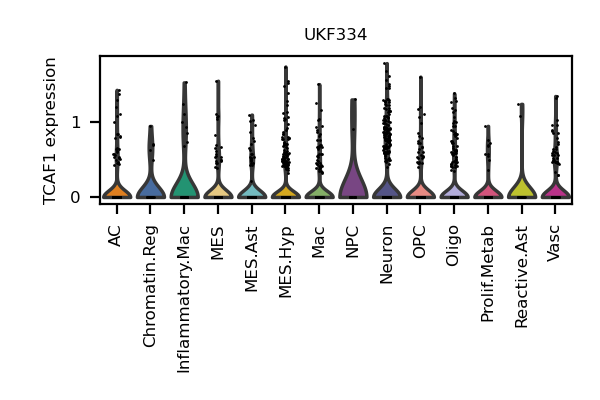 UKF334
TCAF1 expression
1
0
AC
Chromatin.Reg
Inflammatory.Mac
MES
MES.Ast
MES.Hyp
Mac
NPC
Neuron
OPC
Oligo
Prolif.Metab
Reactive.Ast
Vasc